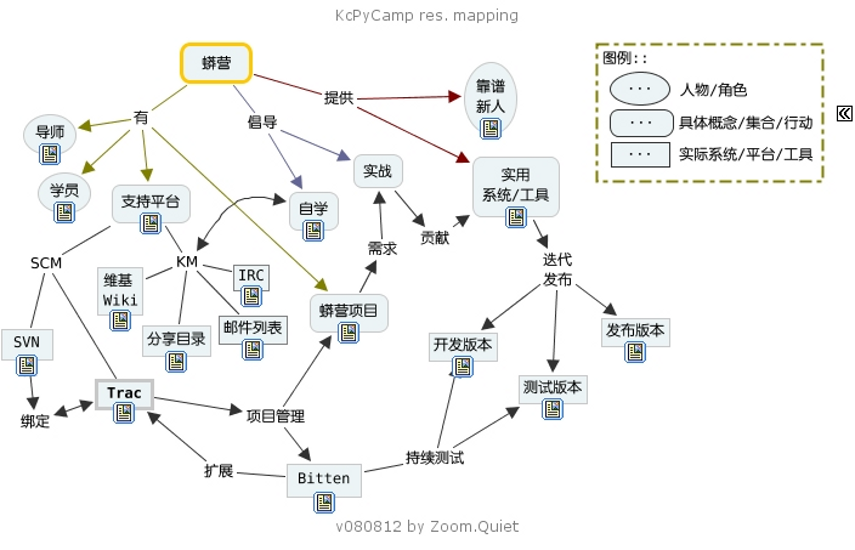 KcPyCamp res. mapping
蟒营
图例::
···
人物/角色
···
具体概念/集合/行动
···
实际系统/平台/工具
提供
靠谱
新人
有
倡导
导师
学员
支持平台
自学
实战
实用
系统/工具
贡献
需求
迭代
发布
SCM
KM
维基
Wiki
IRC
分享目录
邮件列表
蟒营项目
SVN
开发版本
发布版本
测试版本
Trac
绑定
项目管理
扩展
Bitten
持续测试
v080812 by Zoom.Quiet